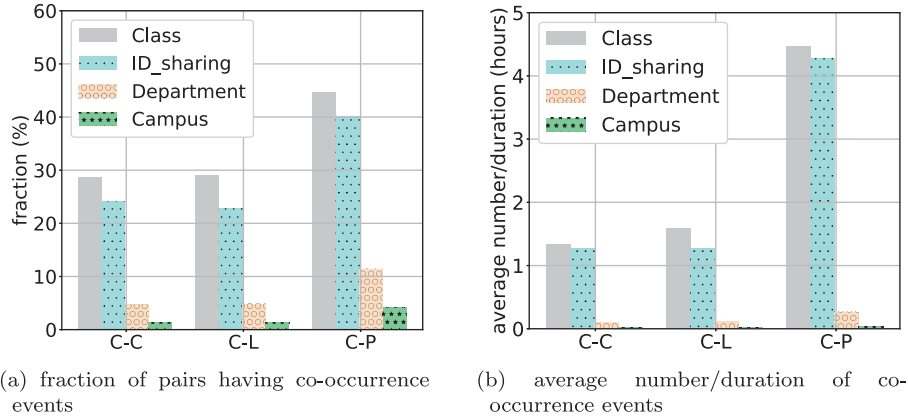 60
50
40
30
20
10
0
fraction (%)
Class
ID_sharing
Department
Campus
C-C
C-L
C-P
(a) fraction of pairs having co-occurrence
events
5
4
3
2
1
0
average number/duration (hours)
Class
ID_sharing
Department
Campus
C-C
C-L
C-P
(b) average number/duration of co-
occurrence events